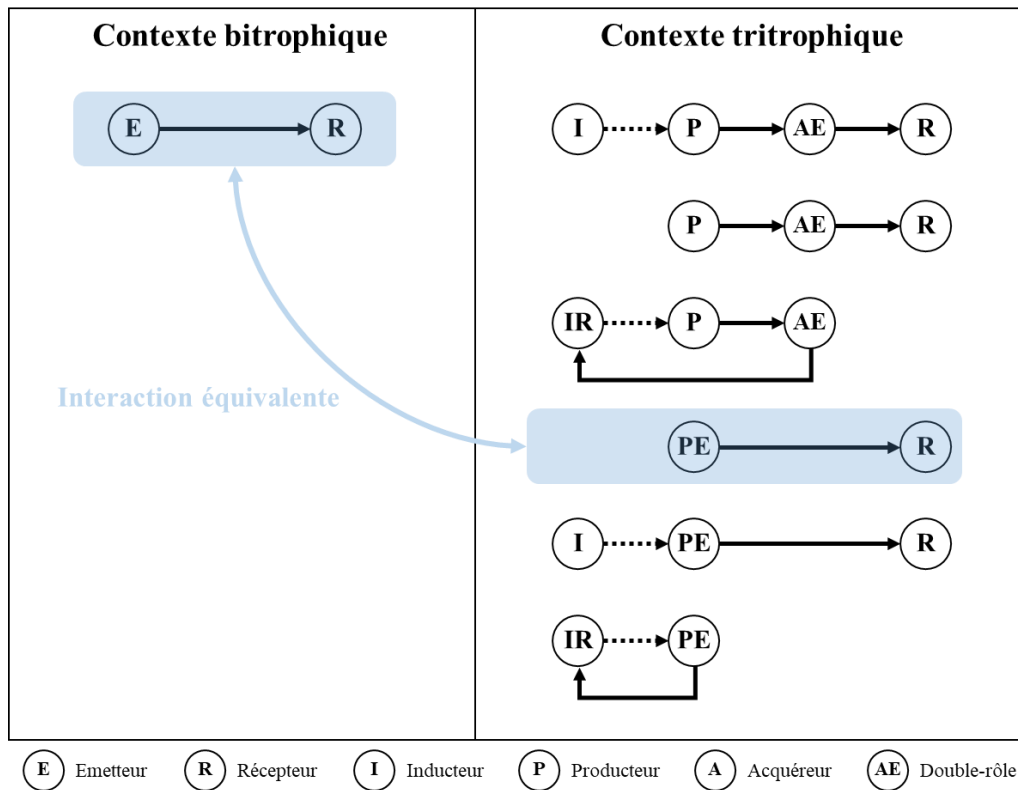 Contexte bitrophique
Contexte tritrophique
E R
I P AE R
P AE R
IR P AE
Interaction équivalente
PE R
I PE R
IR PE
E Emetteur R Récepteur I Inducteur P Producteur A Acquéreur AE Double-rôle